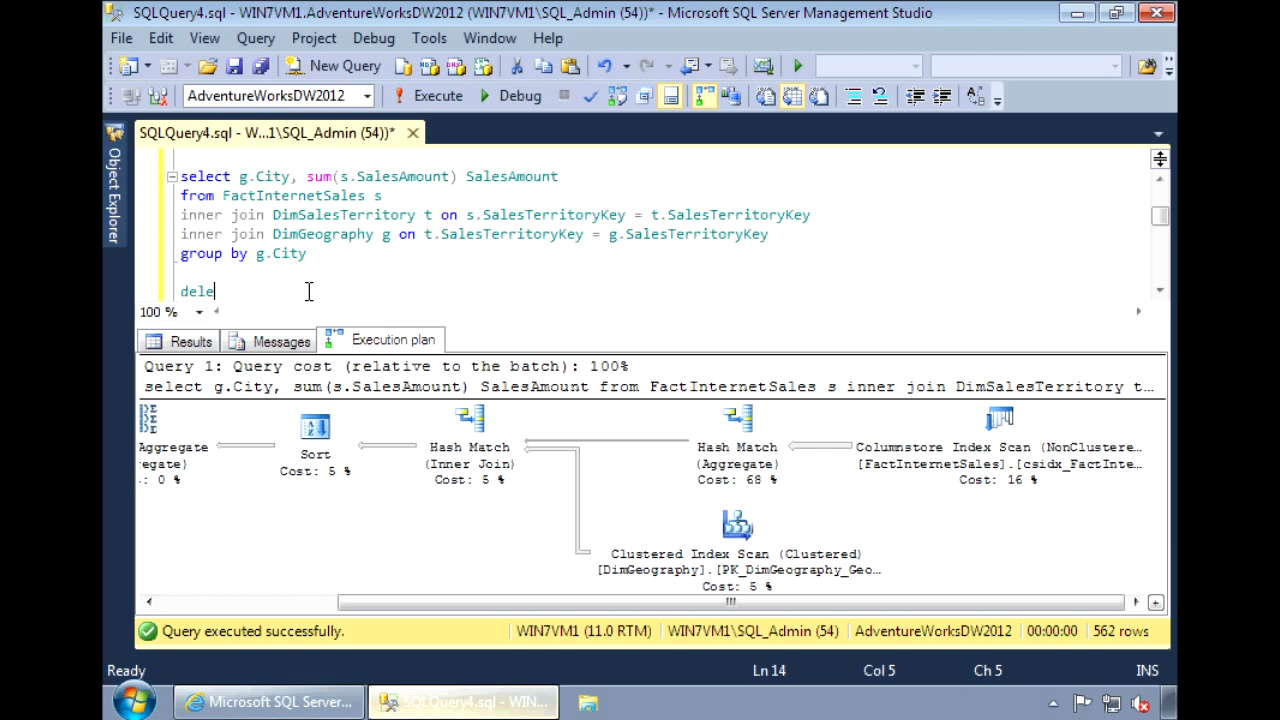 SQLQuery4.sql - WIN7VM1.AdventureWorksDW2012 (WIN7VM1\SQL_Admin (54))* - Microsoft SQL Server Management Studio
File Edit View Query Project Debug Tools Window Help
New Query
AdventureWorksDW2012 Execute Debug
Object Explorer
SQLQuery4.sql - W...1\SQL_Admin (54))*
select g.City, sum(s.SalesAmount) SalesAmount
from FactInternetSales s
inner join DimSalesTerritory t on s.SalesTerritoryKey = t.SalesTerritoryKey
inner join DimGeography g on t.SalesTerritoryKey = g.SalesTerritoryKey
group by g.City
dele
100 %
Results Messages Execution plan
Query 1: Query cost (relative to the batch): 100%
select g.City, sum(s.SalesAmount) SalesAmount from FactInternetSales s inner join DimSalesTerritory t...
Aggregate
regate)
.: 0 %
Sort
Cost: 5 %
Hash Match
(Inner Join)
Cost: 5 %
Hash Match
(Aggregate)
Cost: 68 %
Columnstore Index Scan (NonClustere...
[FactInternetSales].[csidx_FactInte...
Cost: 16 %
Clustered Index Scan (Clustered)
[DimGeography].[PK_DimGeography_Geo...
Cost: 5 %
Query executed successfully. WIN7VM1 (11.0 RTM) WIN7VM1\SQL_Admin (54) AdventureWorksDW2012 00:00:00 562 rows
Ready Ln 14 Col 5 Ch 5 INS
Microsoft SQL Server... SQLQuery4.sql - WIN...